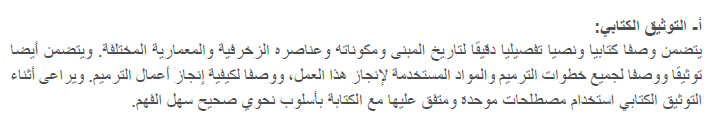 أ- التوثيق الكتابي:
يتضمن وصفا كتابيا ونصيا تفصيليا دقيقا لتاريخ المبنى ومكوناته وعناصره الزخرفية والمعمارية المختلفة. ويتضمن أيضا
توثيقا ووصفا لجميع خطوات الترميم والمواد المستخدمة لإنجاز هذا العمل، ووصفا لكيفية إنجاز أعمال الترميم. ويراعى أثناء
التوثيق الكتابي استخدام مصطلحات موحدة ومتفق عليها مع الكتابة بأسلوب نحوي صحيح سهل الفهم.